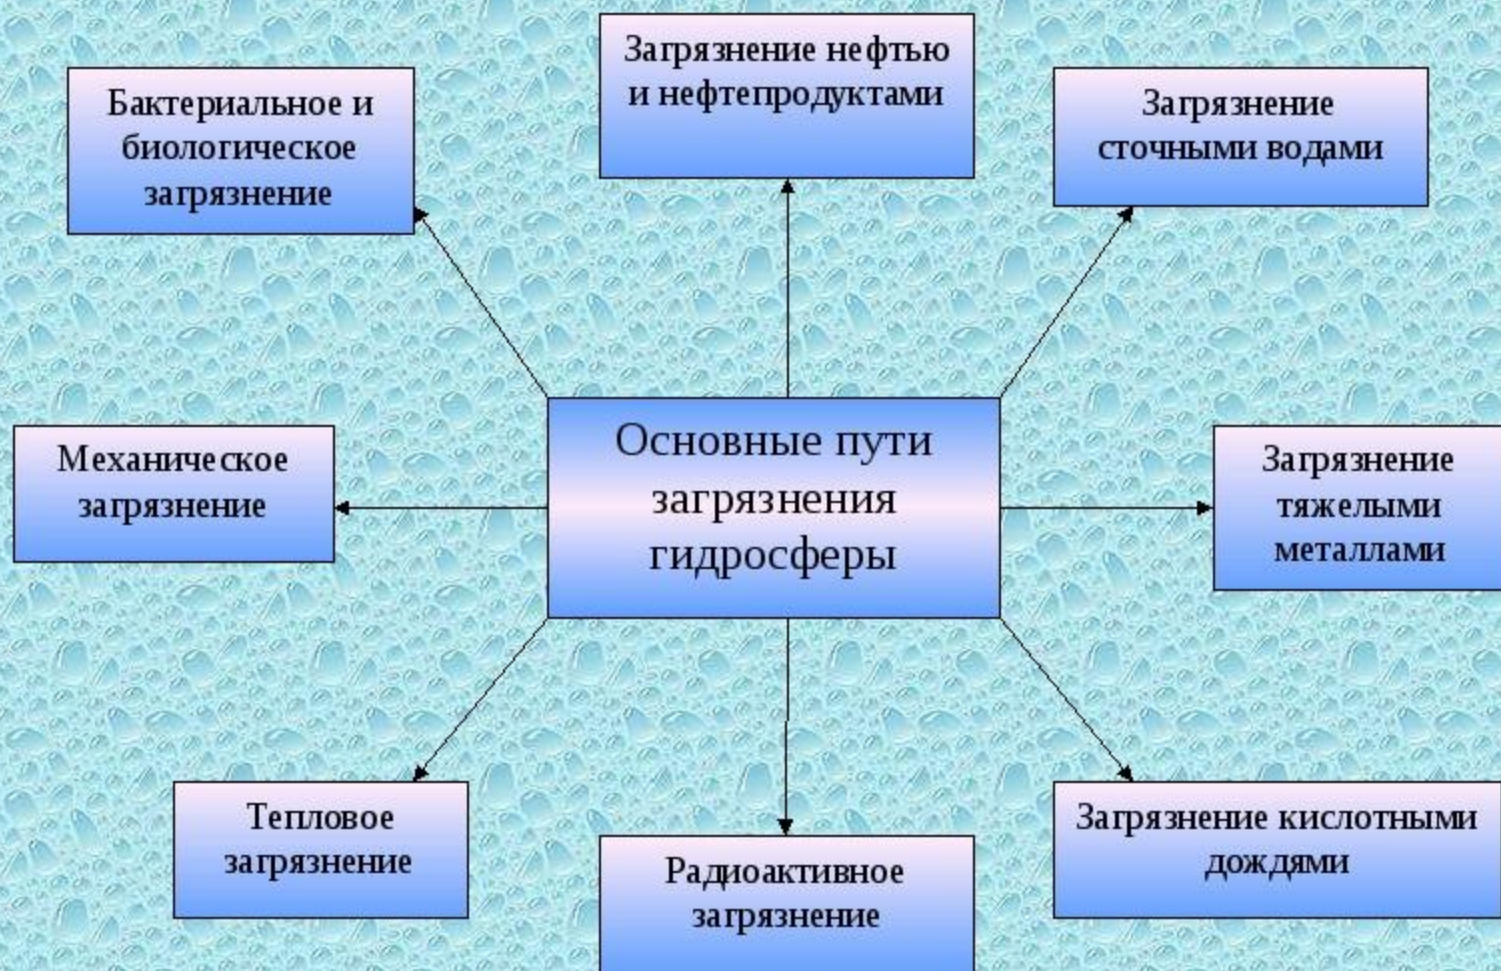 Загрязнение нефтью
и нефтепродуктами
Бактериальное и
биологическое
загрязнение
Загрязнение
сточными водами
Механическое
загрязнение
Основные пути
загрязнения
гидросферы
Загрязнение
тяжелыми
металлами
Тепловое
загрязнение
Радиоактивное
загрязнение
Загрязнение кислотными
дождями